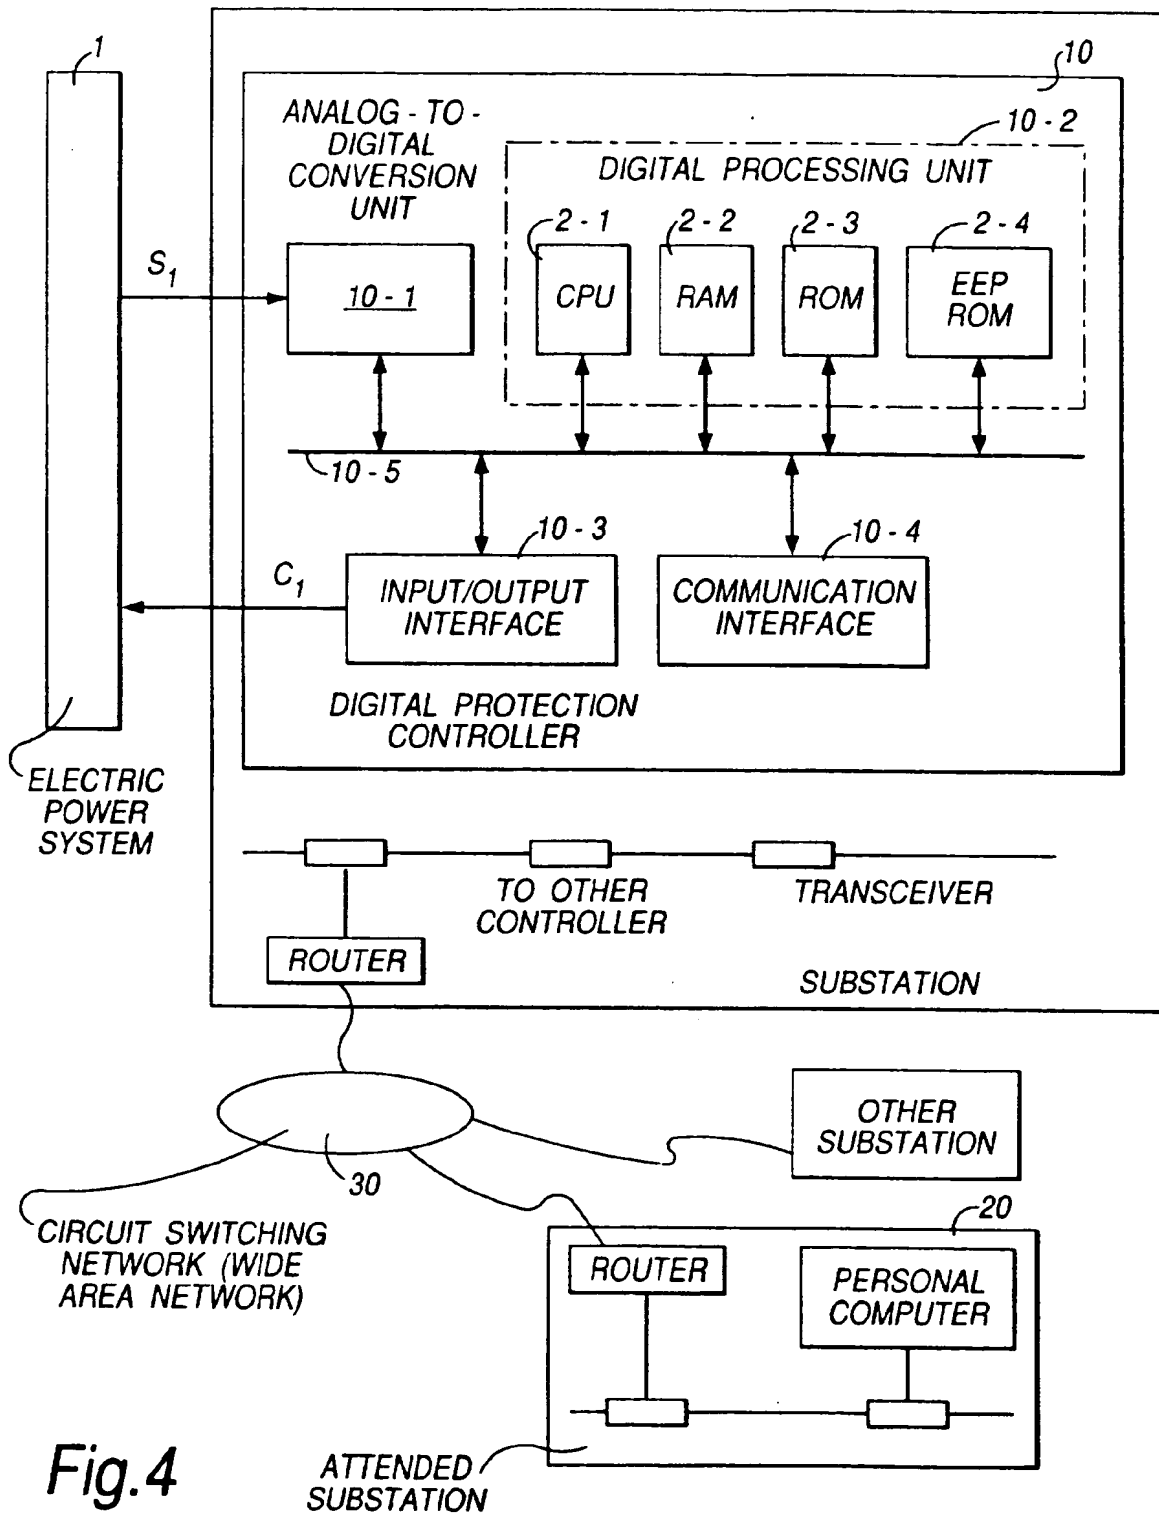 1
10
ANALOG - TO -
DIGITAL
CONVERSION
UNIT
10 - 2
DIGITAL PROCESSING UNIT
2 - 1
2 - 2
2 - 3
2 - 4
S1
10 - 1
CPU
RAM
ROM
EEP
ROM
10 - 5
10 - 3
10 - 4
C1
INPUT/OUTPUT
INTERFACE
COMMUNICATION
INTERFACE
DIGITAL PROTECTION
CONTROLLER
ELECTRIC
POWER
SYSTEM
TO OTHER
CONTROLLER
TRANSCEIVER
ROUTER
SUBSTATION
OTHER
SUBSTATION
30
CIRCUIT SWITCHING
NETWORK (WIDE
AREA NETWORK)
20
ROUTER
PERSONAL
COMPUTER
Fig.4
ATTENDED
SUBSTATION